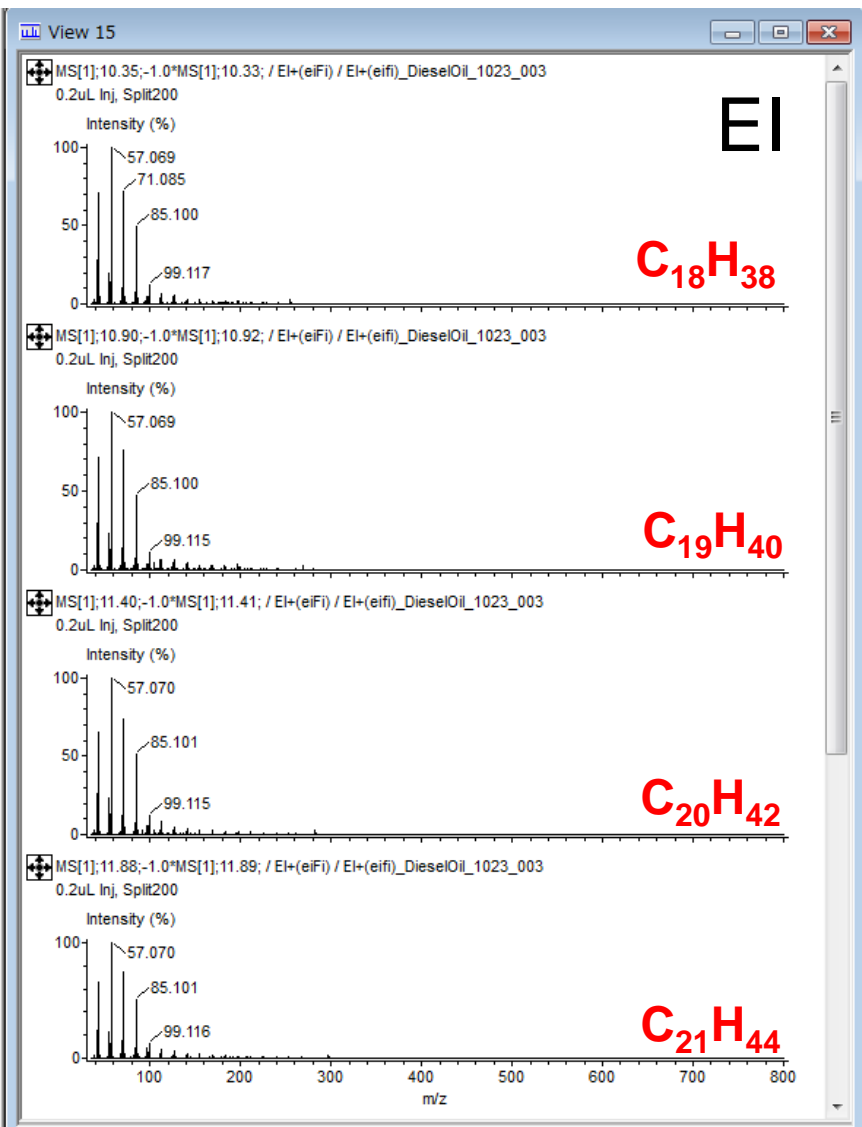 View 15
MS[1];10.35;-1.0*MS[1];10.33; / EI+(eiFi) / EI+(eifi)_DieselOil_1023_003
0.2uL Inj, Split200
EI
Intensity (%)
100
57.069
71.085
50
85.100
99.117
0
C18H38
MS[1];10.90;-1.0*MS[1];10.92; / EI+(eiFi) / EI+(eifi)_DieselOil_1023_003
0.2uL Inj, Split200
Intensity (%)
100
57.069
50
85.100
99.115
0
C19H40
MS[1];11.40;-1.0*MS[1];11.41; / EI+(eiFi) / EI+(eifi)_DieselOil_1023_003
0.2uL Inj, Split200
Intensity (%)
100
57.070
50
85.101
99.115
0
C20H42
MS[1];11.88;-1.0*MS[1];11.89; / EI+(eiFi) / EI+(eifi)_DieselOil_1023_003
0.2uL Inj, Split200
Intensity (%)
100
57.070
50
85.101
99.116
0
C21H44
100 200 300 400 500 600 700 800
m/z